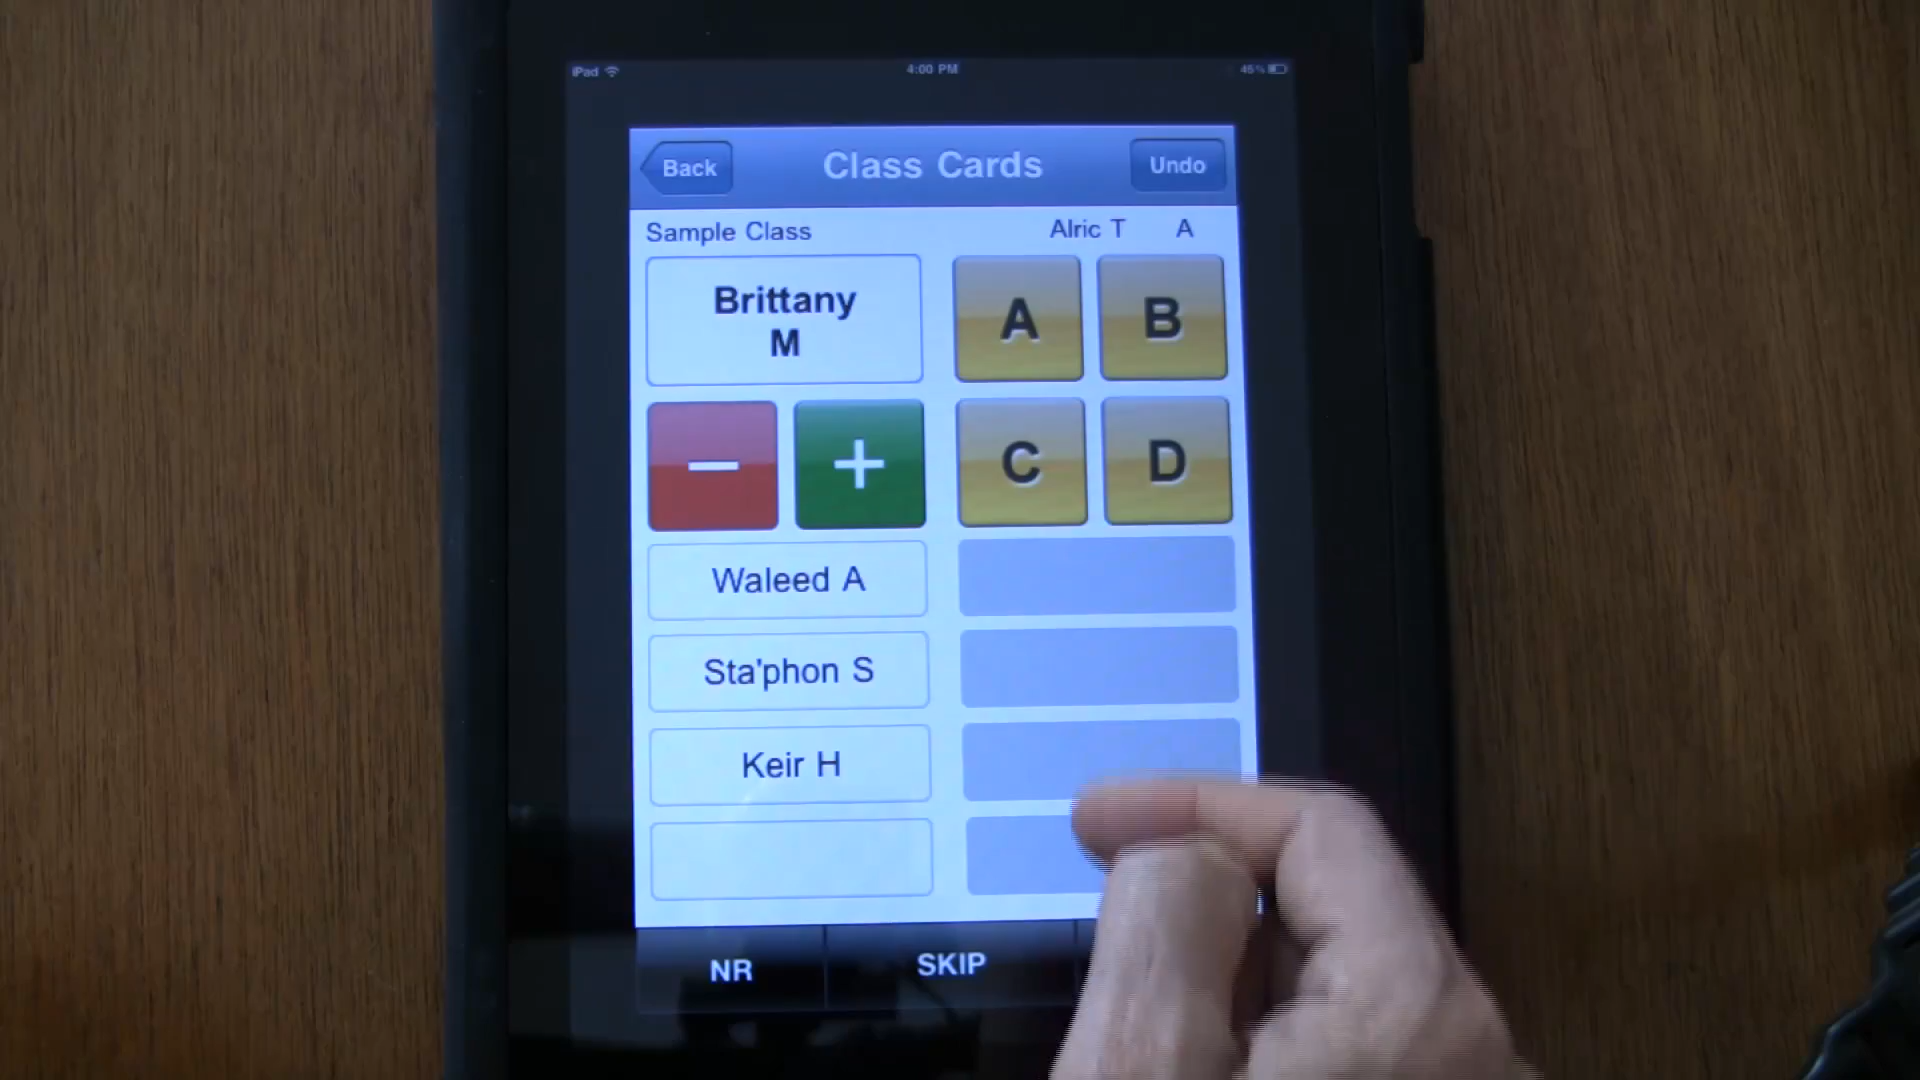 iPad 4:00 PM 45%
Back Class Cards Undo
Sample Class Alric T A
Brittany
M
A B
− +
C D
Waleed A
Sta'phon S
Keir H
NR SKIP